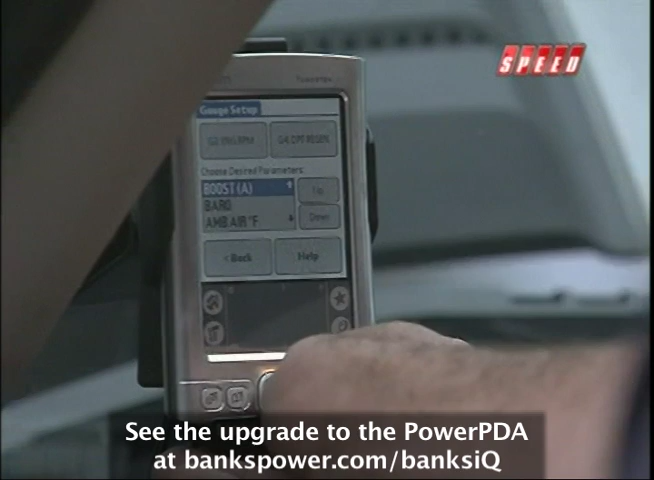 SPEED
Gauge Setup
Choose Desired Parameters:
BOOST (A)
Up
BARO
AMB AIR °F
Down
< Back
Help
See the upgrade to the PowerPDA
at bankspower.com/banksiQ